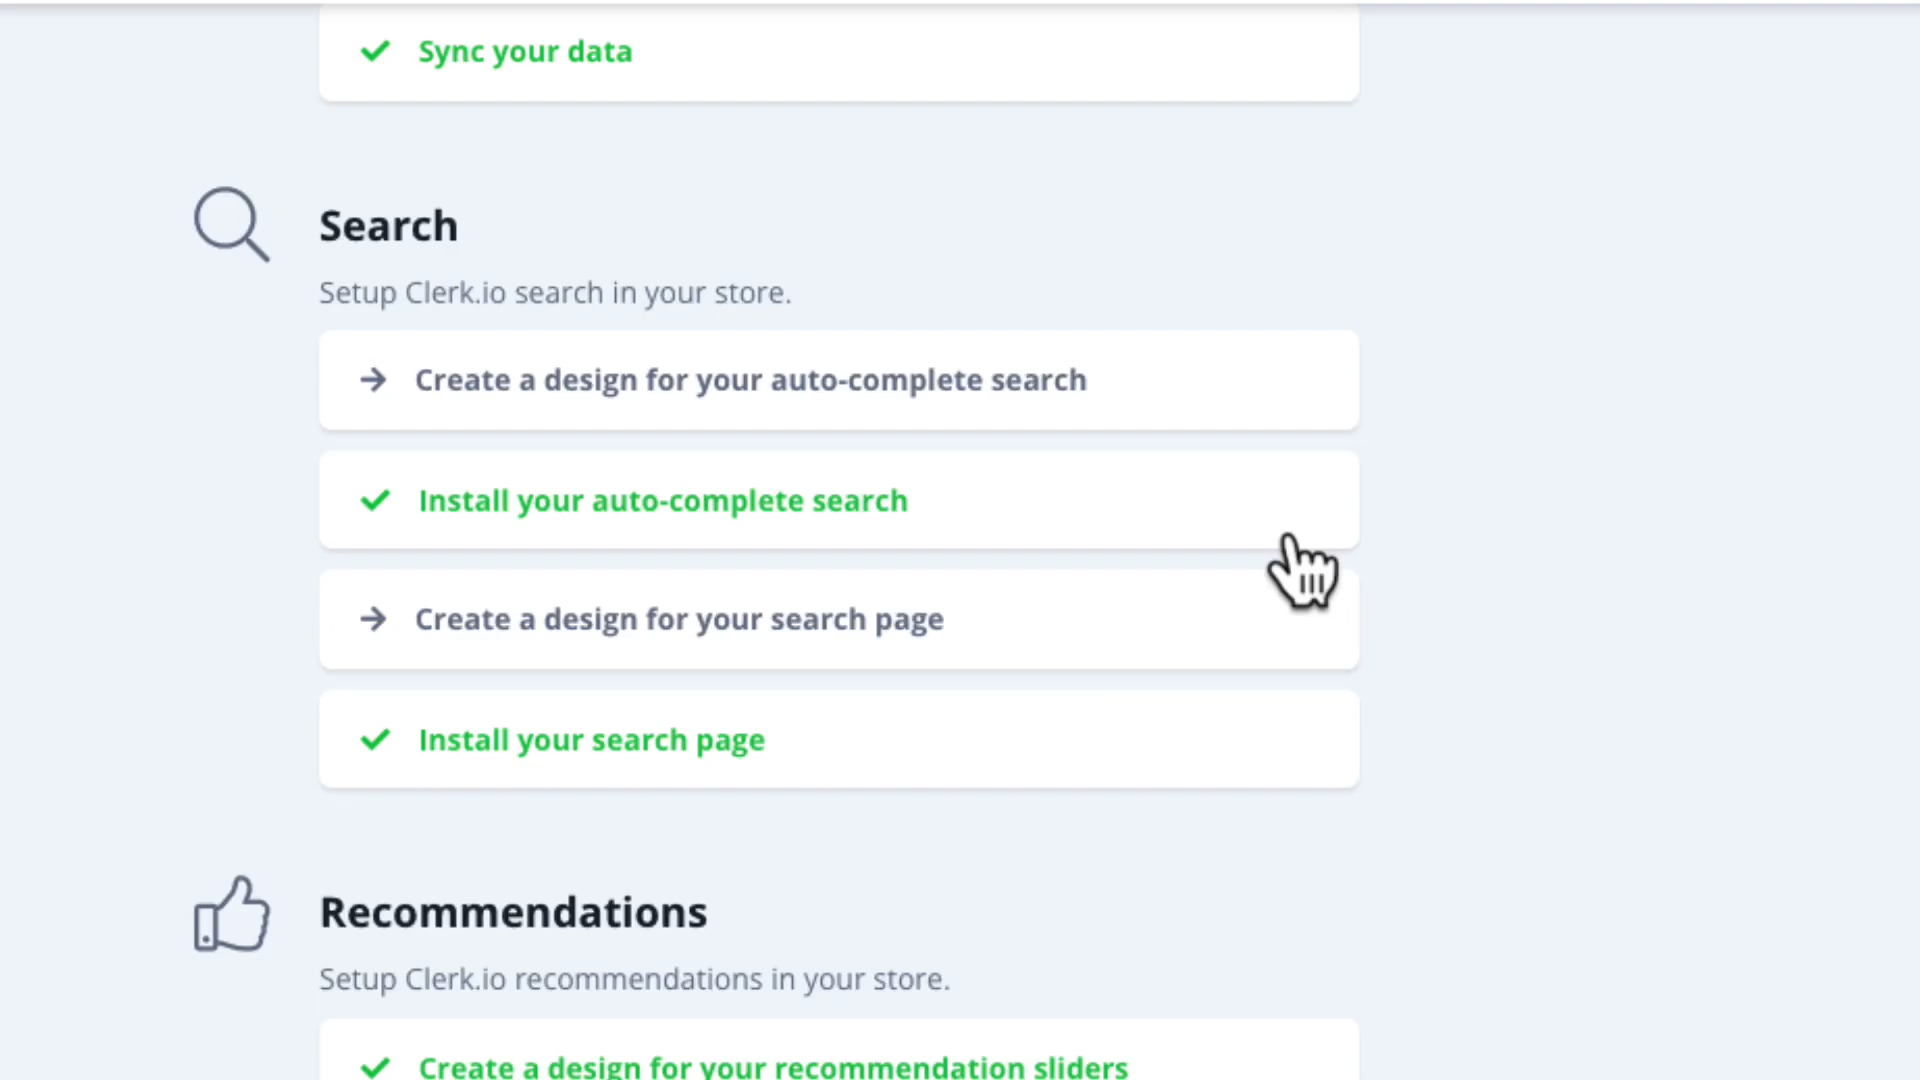 Sync your data
Search
Setup Clerk.io search in your store.
Create a design for your auto-complete search
Install your auto-complete search
Create a design for your search page
Install your search page
Recommendations
Setup Clerk.io recommendations in your store.
Create a design for your recommendation sliders